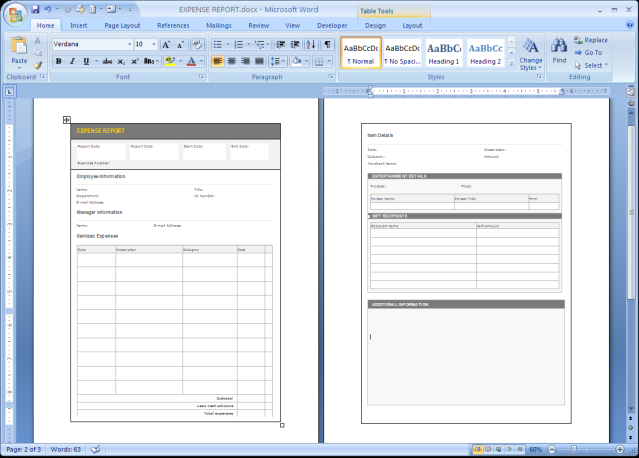 EXPENSE REPORT.docx - Microsoft Word
Table Tools
Home Insert Page Layout References Mailings Review View Developer Design Layout
Paste
Verdana 10
AaBbCcDc AaBbCcDc AaBbCc AaBbCc
¶ Normal ¶ No Spaci... Heading 1 Heading 2
Change Styles
Find
Replace
Go To
Select
Clipboard Font Paragraph Styles Editing
EXPENSE REPORT
Report Date: Report Date: Start Date: End Date:
Business Purpose:
Employee Information
Name: Title:
Department: ID Number:
E-mail Address:
Manager Information
Name: E-mail Address:
Itemized Expenses
Date Description Category Cost
Subtotal
Less cash advance
Total expenses
Item Details
Date: Description:
Category: Amount:
Merchant Name:
ENTERTAINMENT DETAILS
Purpose: Place:
Person Name Person Title Firm
GIFT RECIPIENTS
Recipient Name Gift Amount
ADDITIONAL INFORMATION
Page: 2 of 3 Words: 63 60%